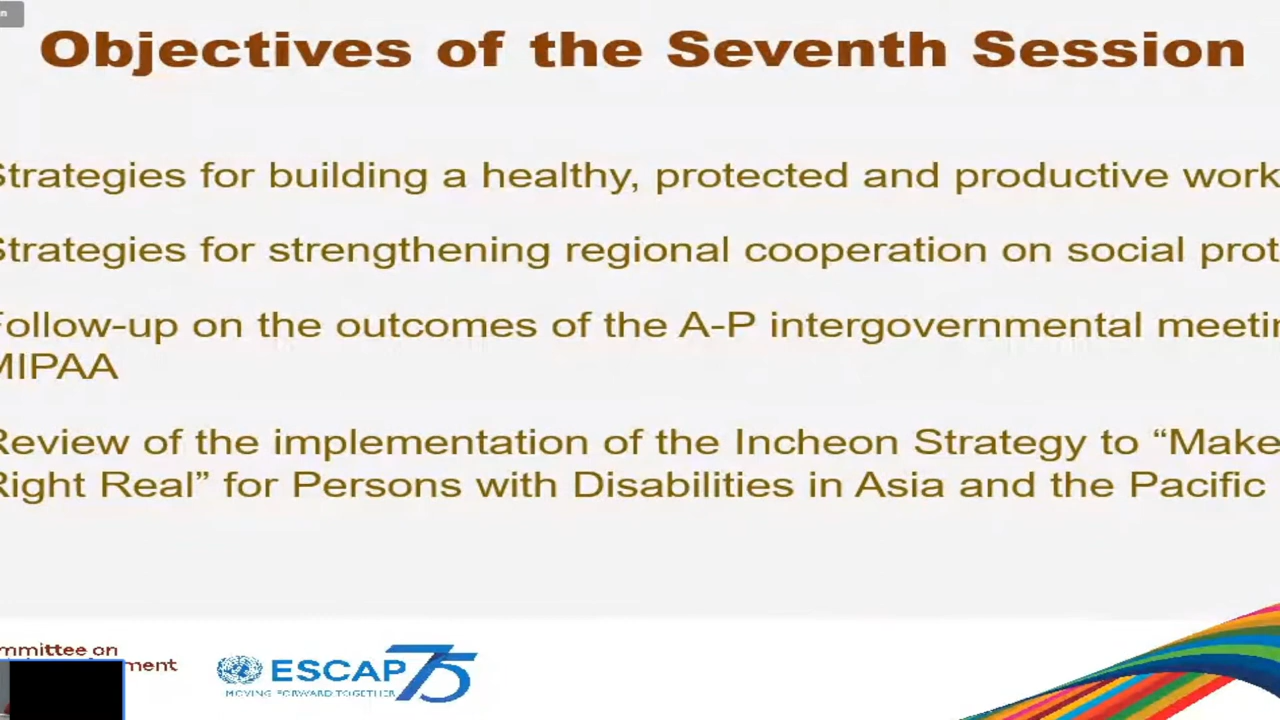 Objectives of the Seventh Session
Strategies for building a healthy, protected and productive work
Strategies for strengthening regional cooperation on social prot
Follow-up on the outcomes of the A-P intergovernmental meetin
MIPAA
Review of the implementation of the Incheon Strategy to “Make
Right Real” for Persons with Disabilities in Asia and the Pacific
mmittee on
ment
ESCAP 75
MOVING FORWARD TOGETHER